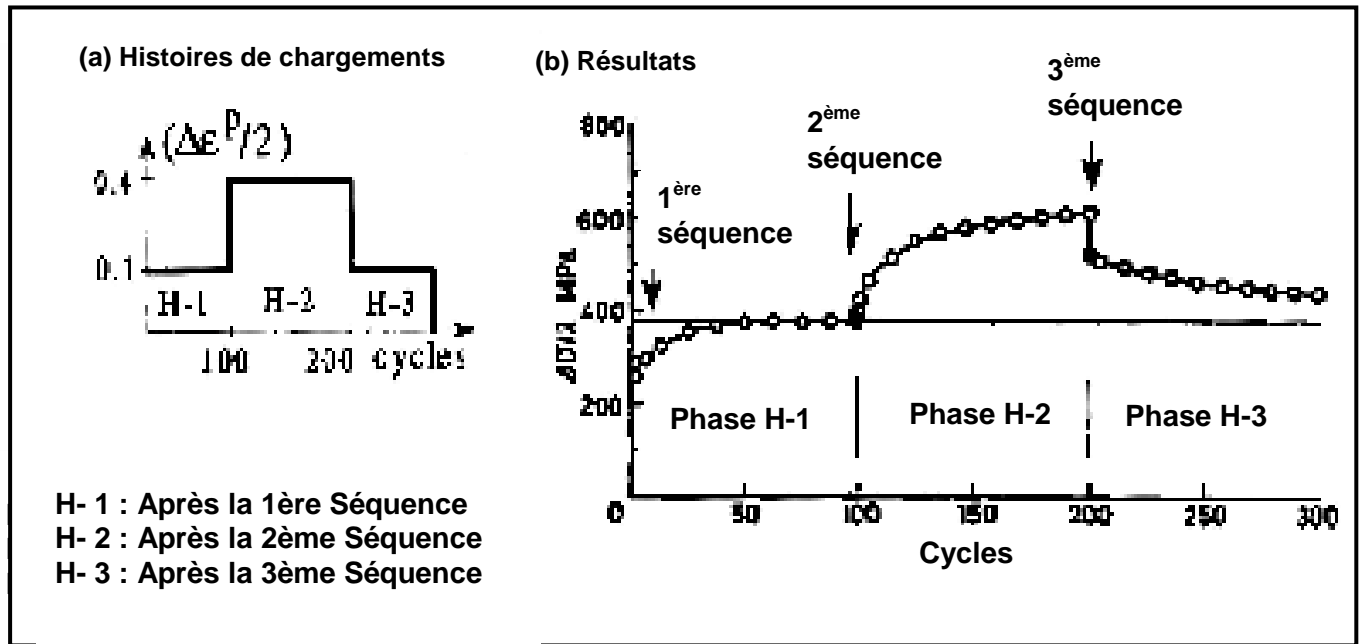 (a) Histoires de chargements
(Δε^p/2)
0.4
0.1
H-1 H-2 H-3
100 200 cycles
H- 1 : Après la 1ère Séquence
H- 2 : Après la 2ème Séquence
H- 3 : Après la 3ème Séquence
(b) Résultats
1ère
séquence
2ème
séquence
3ème
séquence
800
600
400
200
MPa
Phase H-1 Phase H-2 Phase H-3
0 50 100 150 200 250 300
Cycles